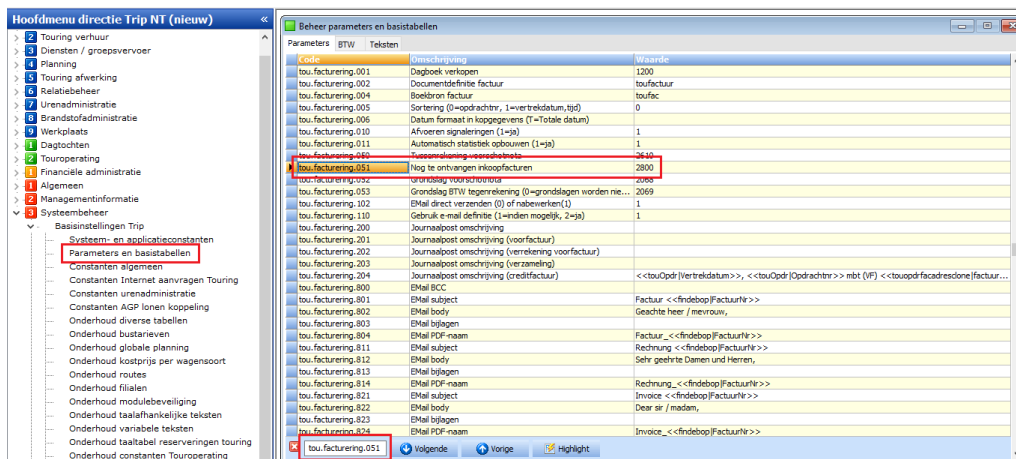 Hoofdmenu directie Trip NT (nieuw) «
2 Touring verhuur
3 Diensten / groepsvervoer
4 Planning
5 Touring afwerking
6 Relatiebeheer
7 Urenadministratie
8 Brandstofadministratie
9 Werkplaats
1 Dagtochten
2 Touroperating
1 Financiële administratie
1 Algemeen
2 Managementinformatie
3 Systeembeheer
Basisinstellingen Trip
Systeem- en applicatieconstanten
Parameters en basistabellen
Constanten algemeen
Constanten Internet aanvragen Touring
Constanten urenadministratie
Constanten AGP lonen koppeling
Onderhoud diverse tabellen
Onderhoud bustarieven
Onderhoud globale planning
Onderhoud kostprijs per wagensoort
Onderhoud routes
Onderhoud filialen
Onderhoud modulebeveiliging
Onderhoud taalafhankelijke teksten
Onderhoud variabele teksten
Onderhoud taaltabel reserveringen touring
Onderhoud constanten Touroperating
Beheer parameters en basistabellen
Parameters BTW Teksten
Code Omschrijving Waarde
tou.facturering.001 Dagboek verkopen 1200
tou.facturering.002 Documentdefinitie factuur toufactuur
tou.facturering.004 Boekbron factuur toufac
tou.facturering.005 Sortering (0=opdrachtnr, 1=vertrekdatum,tijd) 0
tou.facturering.006 Datum formaat in kopgegevens (T=Totale datum)
tou.facturering.010 Afvoeren signaleringen (1=ja) 1
tou.facturering.011 Automatisch statistiek opbouwen (1=ja) 1
tou.facturering.050 Tussenrekening voorschotnota 2610
tou.facturering.051 Nog te ontvangen inkoopfacturen 2800
tou.facturering.052 Grondslag voorschotnota 2068
tou.facturering.053 Grondslag BTW tegenrekening (0=grondslagen worden nie... 2069
tou.facturering.102 EMail direct verzenden (0) of nabewerken(1) 1
tou.facturering.110 Gebruik e-mail definitie (1=indien mogelijk, 2=ja) 1
tou.facturering.200 Journaalpost omschrijving
tou.facturering.201 Journaalpost omschrijving (voorfactuur)
tou.facturering.202 Journaalpost omschrijving (verrekening voorfactuur)
tou.facturering.203 Journaalpost omschrijving (verzameling)
tou.facturering.204 Journaalpost omschrijving (creditfactuur) <<touOpdr|Vertrekdatum>>, <<touOpdr|Opdrachtnr>> mbt (VF) <<touopdrfacadresclone|factuur...
tou.facturering.800 EMail BCC
tou.facturering.801 EMail subject Factuur <<findebop|FactuurNr>>
tou.facturering.802 EMail body Geachte heer / mevrouw,
tou.facturering.803 EMail bijlagen
tou.facturering.804 EMail PDF-naam Factuur_<<findebop|FactuurNr>>
tou.facturering.811 EMail subject Rechnung <<findebop|FactuurNr>>
tou.facturering.812 EMail body Sehr geehrte Damen und Herren,
tou.facturering.813 EMail bijlagen
tou.facturering.814 EMail PDF-naam Rechnung_<<findebop|FactuurNr>>
tou.facturering.821 EMail subject Invoice <<findebop|FactuurNr>>
tou.facturering.822 EMail body Dear sir / madam,
tou.facturering.823 EMail bijlagen
tou.facturering.824 EMail PDF-naam Invoice_<<findebop|FactuurNr>>
tou.facturering.051 Volgende Vorige Highlight